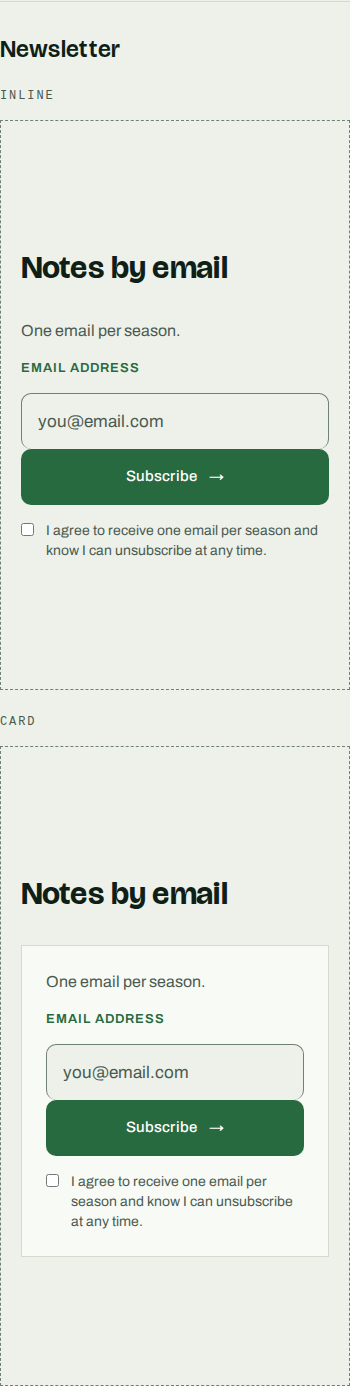 Newsletter
INLINE
Notes by email
One email per season.
EMAIL ADDRESS
you@email.com
Subscribe →
I agree to receive one email per season and
know I can unsubscribe at any time.
CARD
Notes by email
One email per season.
EMAIL ADDRESS
you@email.com
Subscribe →
I agree to receive one email per
season and know I can unsubscribe
at any time.